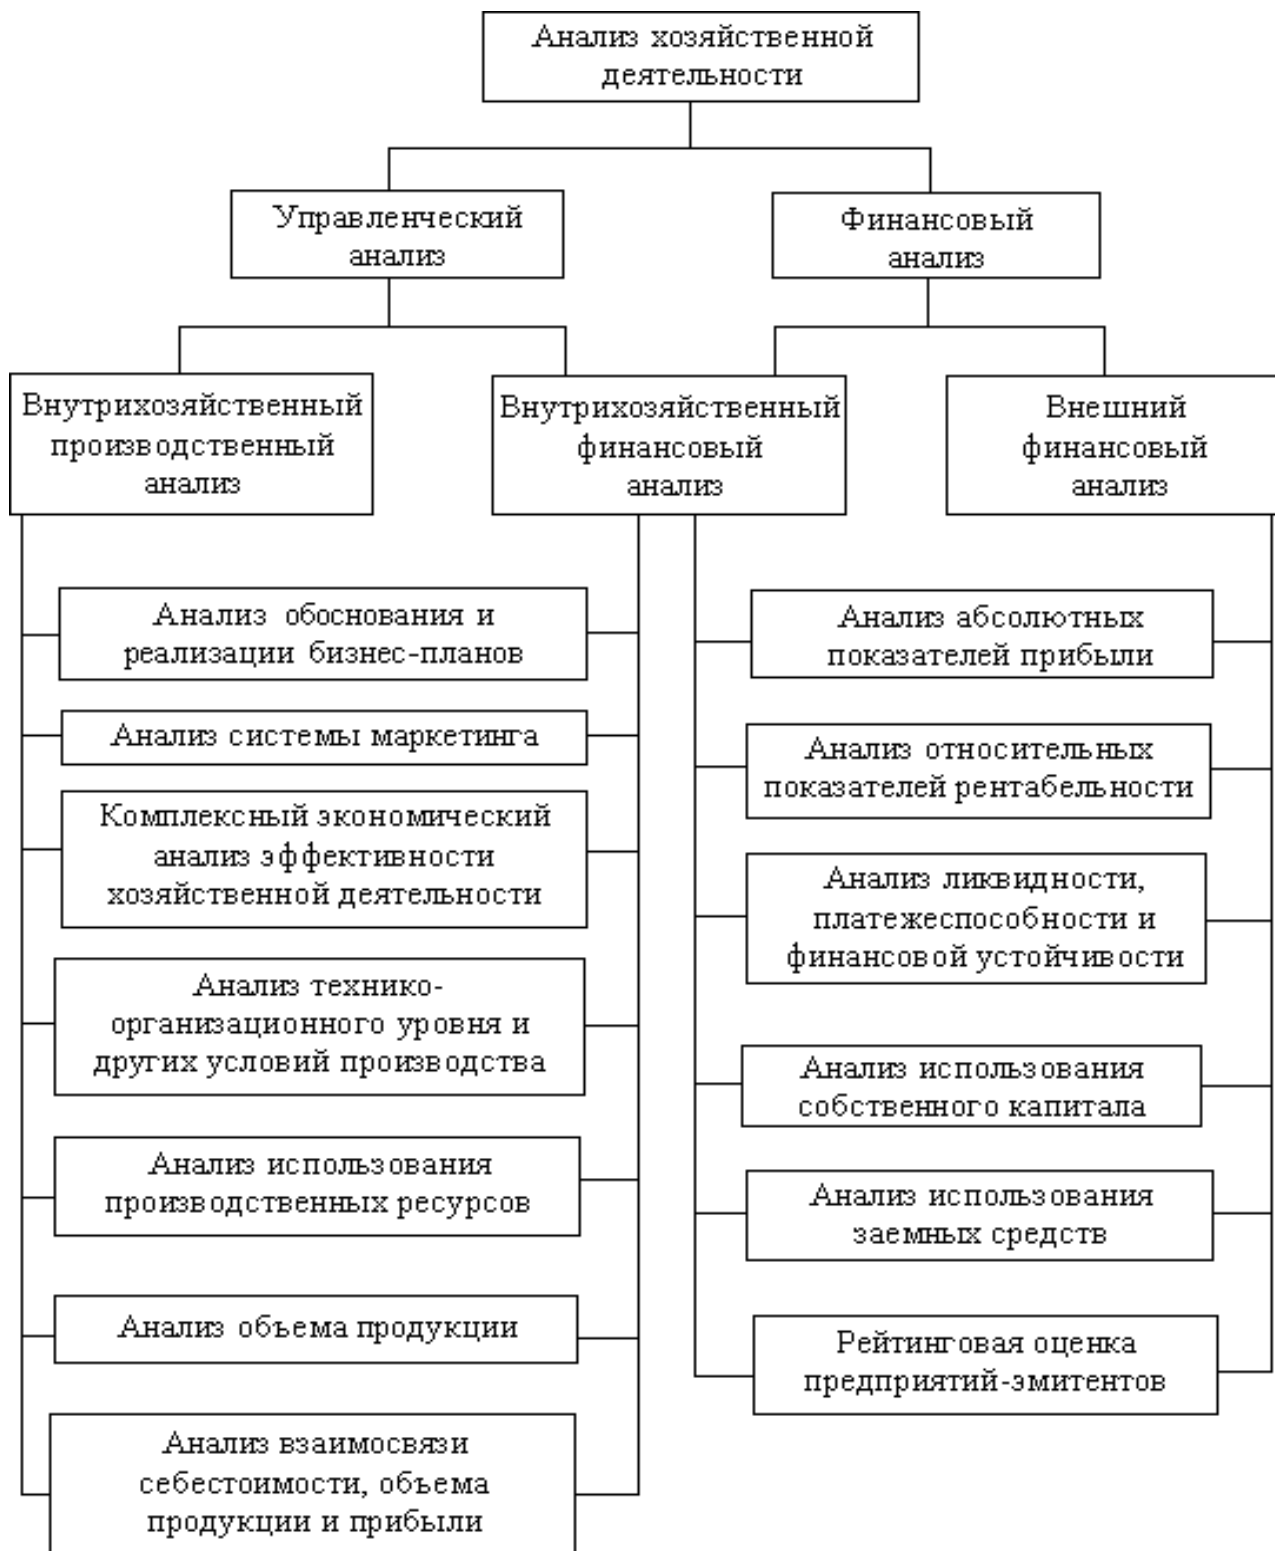 Анализ хозяйственной
деятельности
Управленческий
анализ
Финансовый
анализ
Внутрихозяйственный
производственный
анализ
Внутрихозяйственный
финансовый
анализ
Внешний
финансовый
анализ
Анализ обоснования и
реализации бизнес-планов
Анализ системы маркетинга
Комплексный экономический
анализ эффективности
хозяйственной деятельности
Анализ технико-
организационного уровня и
других условий производства
Анализ использования
производственных ресурсов
Анализ объема продукции
Анализ взаимосвязи
себестоимости, объема
продукции и прибыли
Анализ абсолютных
показателей прибыли
Анализ относительных
показателей рентабельности
Анализ ликвидности,
платежеспособности и
финансовой устойчивости
Анализ использования
собственного капитала
Анализ использования
заемных средств
Рейтинговая оценка
предприятий-эмитентов